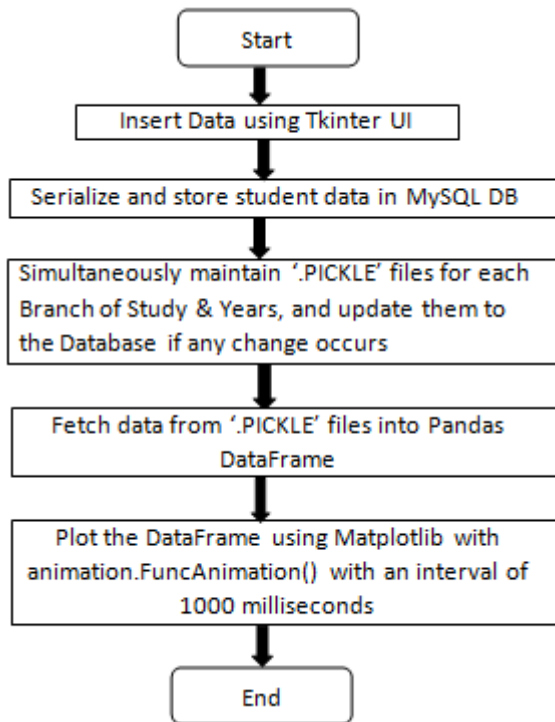 Start
Insert Data using Tkinter UI
Serialize and store student data in MySQL DB
Simultaneously maintain ‘.PICKLE’ files for each
Branch of Study & Years, and update them to
the Database if any change occurs
Fetch data from ‘.PICKLE’ files into Pandas
DataFrame
Plot the DataFrame using Matplotlib with
animation.FuncAnimation() with an interval of
1000 milliseconds
End